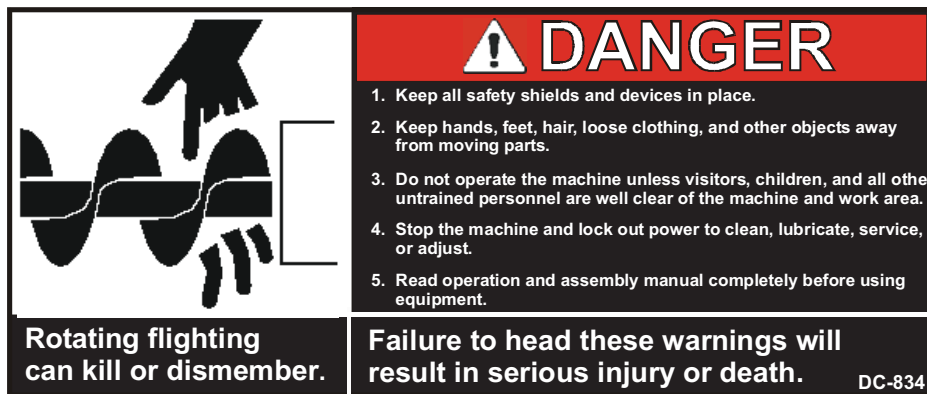 DANGER
1. Keep all safety shields and devices in place.
2. Keep hands, feet, hair, loose clothing, and other objects away
from moving parts.
3. Do not operate the machine unless visitors, children, and all othe
untrained personnel are well clear of the machine and work area.
4. Stop the machine and lock out power to clean, lubricate, service,
or adjust.
5. Read operation and assembly manual completely before using
equipment.
Rotating flighting
can kill or dismember.
Failure to head these warnings will
result in serious injury or death.
DC-834